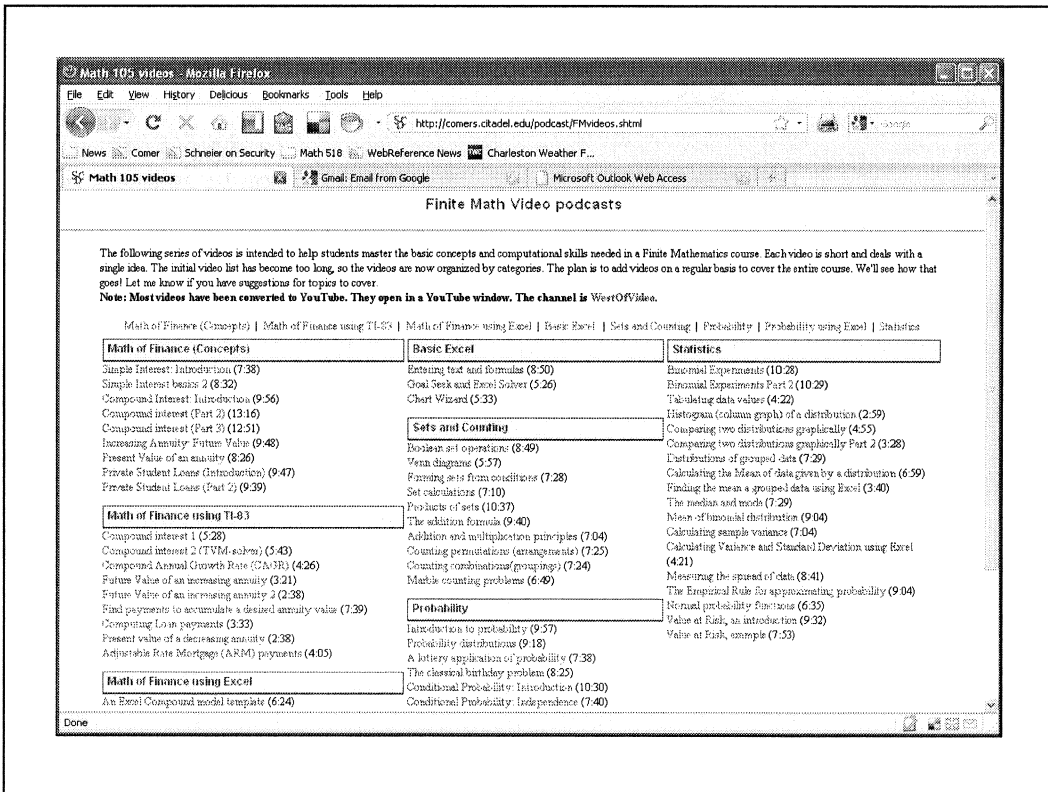 Math 105 videos - Mozilla Firefox
File Edit View History Delicious Bookmarks Tools Help
http://comers.citadel.edu/podcast/FMvideos.shtml
Google
News Comer Schneier on Security Math 518 WebReference News Charleston Weather F...
Math 105 videos Gmail: Email from Google Microsoft Outlook Web Access
Finite Math Video podcasts
The following series of videos is intended to help students master the basic concepts and computational skills needed in a Finite Mathematics course. Each video is short and deals with a
single idea. The initial video list has become too long, so the videos are now organized by categories. The plan is to add videos on a regular basis to cover the entire course. We'll see how that
goes! Let me know if you have suggestions for topics to cover.
Note: Most videos have been converted to YouTube. They open in a YouTube window. The channel is WestOfVideo.
Math of Finance (Concepts) | Math of Finance using TI-83 | Math of Finance using Excel | Basic Excel | Sets and Counting | Probability | Probability using Excel | Statistics
Math of Finance (Concepts)
Simple Interest: Introduction (7:38)
Simple Interest basics 2 (8:32)
Compound Interest: Introduction (9:56)
Compound interest (Part 2) (13:16)
Compound interest (Part 3) (12:51)
Increasing Annuity: Future Value (9:48)
Present Value of an annuity (8:26)
Private Student Loans (Introduction) (9:47)
Private Student Loans (Part 2) (9:39)
Math of Finance using TI-83
Compound interest 1 (5:28)
Compound interest 2 (TVM-solver) (5:43)
Compound Annual Growth Rate (CAGR) (4:26)
Future Value of an increasing annuity (3:21)
Future Value of an increasing annuity 2 (2:38)
Find payments to accumulate a desired annuity value (7:39)
Computing Loan payments (3:33)
Present value of a decreasing annuity (2:38)
Adjustable Rate Mortgage (ARM) payments (4:05)
Math of Finance using Excel
An Excel Compound model template (6:24)
Basic Excel
Entering text and formulas (8:50)
Goal Seek and Excel Solver (5:26)
Chart Wizard (5:33)
Sets and Counting
Boolean set operations (8:49)
Venn diagrams (5:57)
Forming sets from conditions (7:28)
Set calculations (7:10)
Products of sets (10:37)
The addition formula (9:40)
Addition and multiplication principles (7:04)
Counting permutations (arrangements) (7:25)
Counting combinations(groupings) (7:24)
Marble counting problems (6:49)
Probability
Introduction to probability (9:57)
Probability distributions (9:18)
A lottery application of probability (7:38)
The classical birthday problem (8:25)
Conditional Probability: Introduction (10:30)
Conditional Probability: Independence (7:40)
Statistics
Binomial Experiments (10:28)
Binomial Experiments Part 2 (10:29)
Tabulating data values (4:22)
Histogram (column graph) of a distribution (2:59)
Comparing two distributions graphically (4:55)
Comparing two distributions graphically Part 2 (3:28)
Distributions of grouped data (7:29)
Calculating the Mean of data given by a distribution (6:59)
Finding the mean a grouped data using Excel (3:40)
The median and mode (7:29)
Mean of binomial distribution (9:04)
Calculating sample variance (7:04)
Calculating Variance and Standard Deviation using Excel
(4:21)
Measuring the spread of data (8:41)
The Empirical Rule for approximating probability (9:04)
Normal probability functions (6:35)
Value at Risk, an introduction (9:32)
Value at Risk, example (7:53)
Done